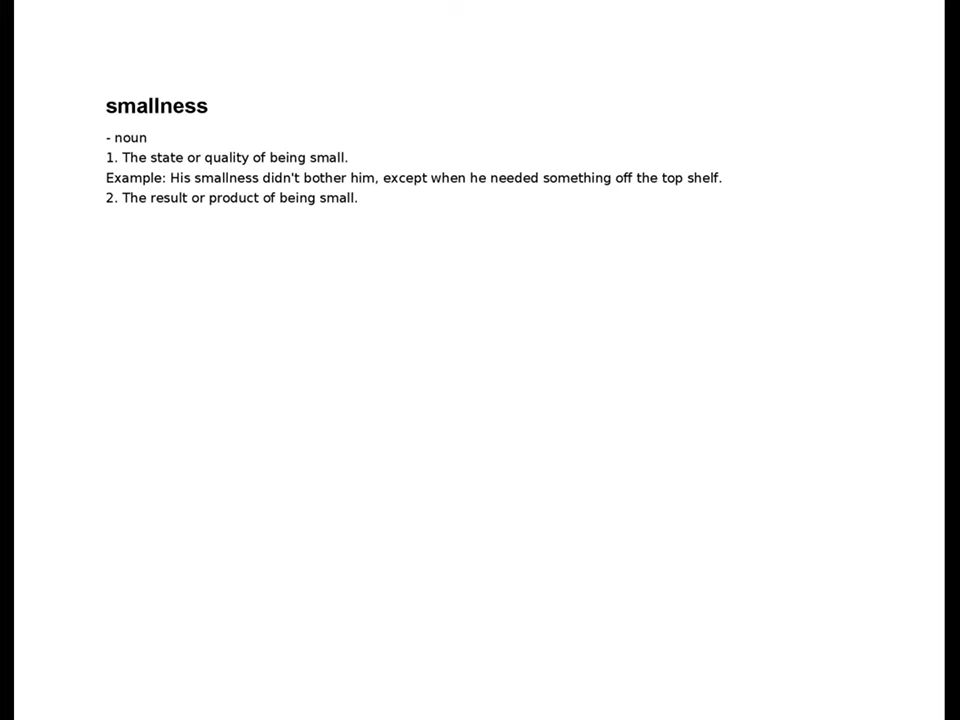 smallness
- noun
1. The state or quality of being small.
Example: His smallness didn't bother him, except when he needed something off the top shelf.
2. The result or product of being small.